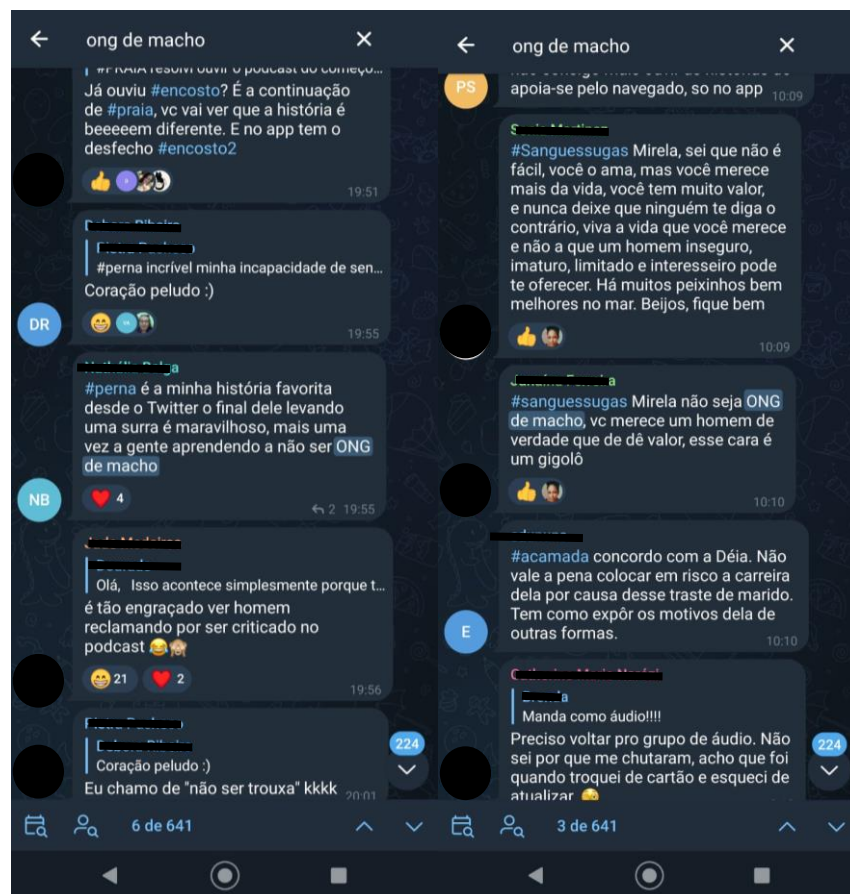 ong de macho
Já ouviu #encosto? É a continuação
de #praia, vc vai ver que a história é
beeeeem diferente. E no app tem o
desfecho #encosto2
19:51
#perna incrível minha incapacidade de sen...
Coração peludo :)
DR
19:55
#perna é a minha história favorita
desde o Twitter o final dele levando
uma surra é maravilhoso, mais uma
vez a gente aprendendo a não ser ONG
de macho
NB
4
2 19:55
Olá, Isso acontece simplesmente porque t...
é tão engraçado ver homem
reclamando por ser criticado no
podcast
21 2
19:56
Coração peludo :)
Eu chamo de "não ser trouxa" kkkk 20:01
224
6 de 641
ong de macho
PS
apoia-se pelo navegado, so no app 10:09
#Sanguessugas Mirela, sei que não é
fácil, você o ama, mas você merece
mais da vida, você tem muito valor,
e nunca deixe que ninguém te diga o
contrário, viva a vida que você merece
e não a que um homem inseguro,
imaturo, limitado e interesseiro pode
te oferecer. Há muitos peixinhos bem
melhores no mar. Beijos, fique bem
10:09
#sanguessugas Mirela não seja ONG
de macho, vc merece um homem de
verdade que de dê valor, esse cara é
um gigolô
10:10
#acamada concordo com a Déia. Não
vale a pena colocar em risco a carreira
dela por causa desse traste de marido.
Tem como expôr os motivos dela de
outras formas.
E
10:10
Manda como áudio!!!!
Preciso voltar pro grupo de áudio. Não
sei por que me chutaram, acho que foi
quando troquei de cartão e esqueci de
atualizar
224
3 de 641